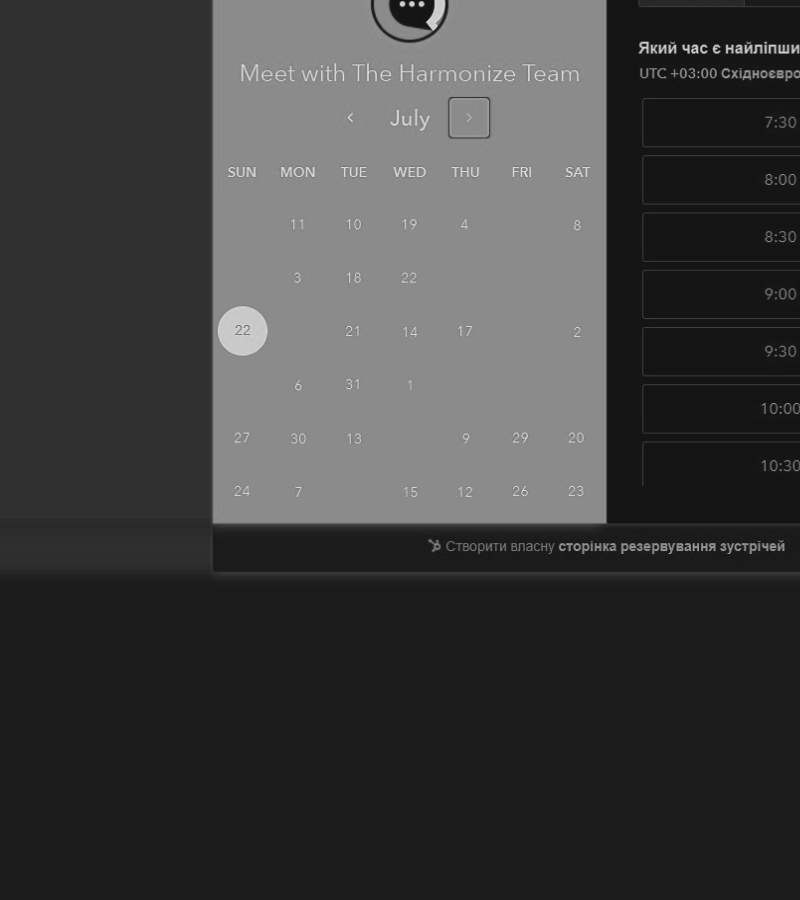 Meet with The Harmonize Team
July
SUN MON TUE WED THU FRI SAT
11 10 19 4 8
3 18 22
22 21 14 17 2
6 31 1
27 30 13 9 29 20
24 7 15 12 26 23
Який час є найліпши
UTC +03:00 Східноєвро
7:30
8:00
8:30
9:00
9:30
10:00
10:30
Створити власну сторінка резервування зустрічей